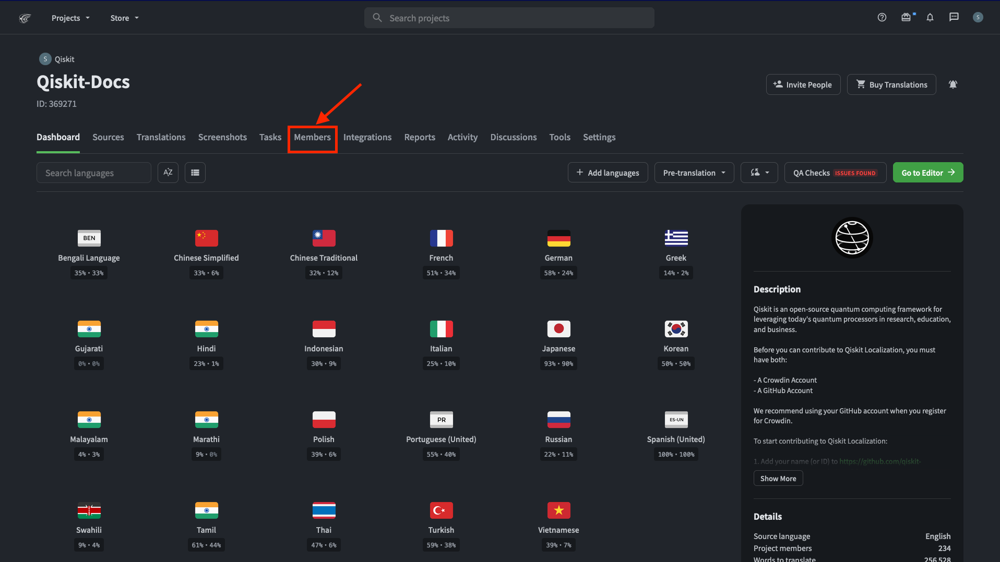 Projects Store Search projects S
S Qiskit
Qiskit-Docs
Invite People Buy Translations
ID: 369271
Dashboard Sources Translations Screenshots Tasks Members Integrations Reports Activity Discussions Tools Settings
Search languages AZ + Add languages Pre-translation QA Checks ISSUES FOUND Go to Editor
BEN
Bengali Language Chinese Simplified Chinese Traditional French German Greek
35% • 33% 33% • 6% 32% • 12% 51% • 34% 58% • 24% 14% • 2%
Gujarati Hindi Indonesian Italian Japanese Korean
0% • 0% 23% • 1% 30% • 9% 25% • 10% 93% • 90% 50% • 50%
PR ES-UN
Malayalam Marathi Polish Portuguese (United) Russian Spanish (United)
4% • 3% 9% • 0% 39% • 6% 55% • 40% 22% • 11% 100% • 100%
Swahili Tamil Thai Turkish Vietnamese
9% • 4% 61% • 44% 47% • 6% 59% • 38% 39% • 7%
Description
Qiskit is an open-source quantum computing framework for
leveraging today's quantum processors in research, education,
and business.
Before you can contribute to Qiskit Localization, you must
have both:
- A Crowdin Account
- A GitHub Account
We recommend using your GitHub account when you register
for Crowdin.
To start contributing to Qiskit Localization:
1. Add your name (or ID) to https://github.com/qiskit-
Show More
Details
Source language English
Project members 234
Words to translate 256,528